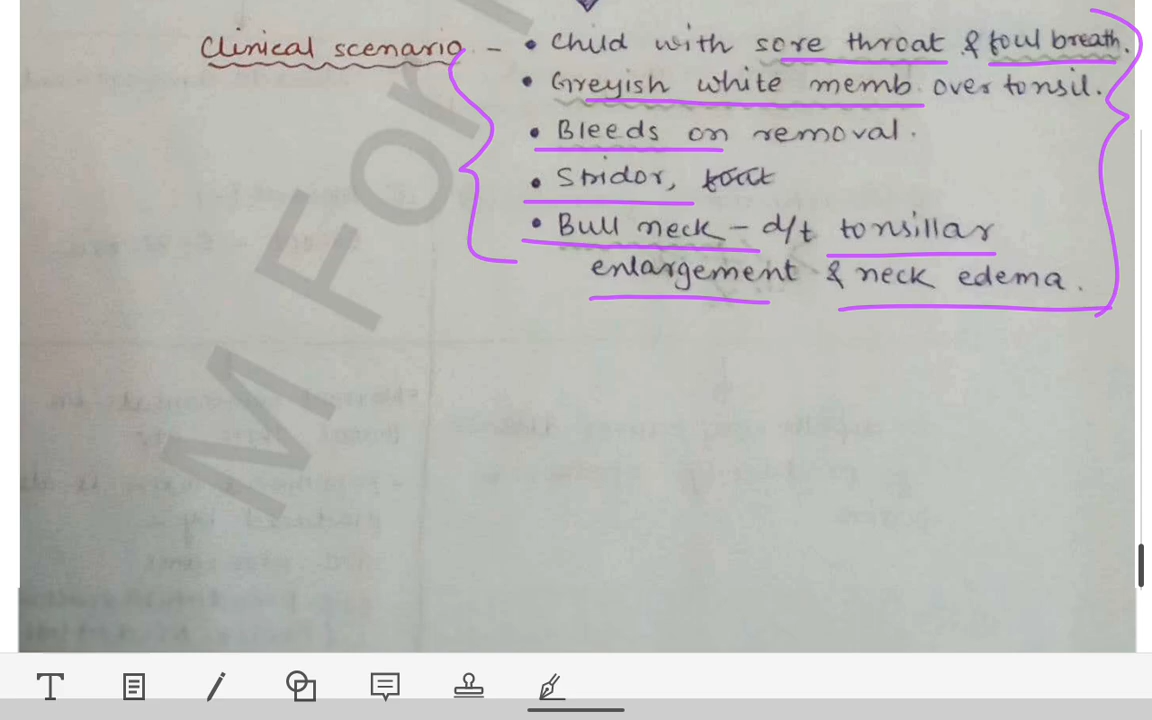 Clinical scenario - • Child with sore throat & foul breath.
• Greyish white memb. over tonsil.
• Bleeds on removal.
• Stridor,
• Bull neck - d/t tonsillar
enlargement & neck edema.
M For
T